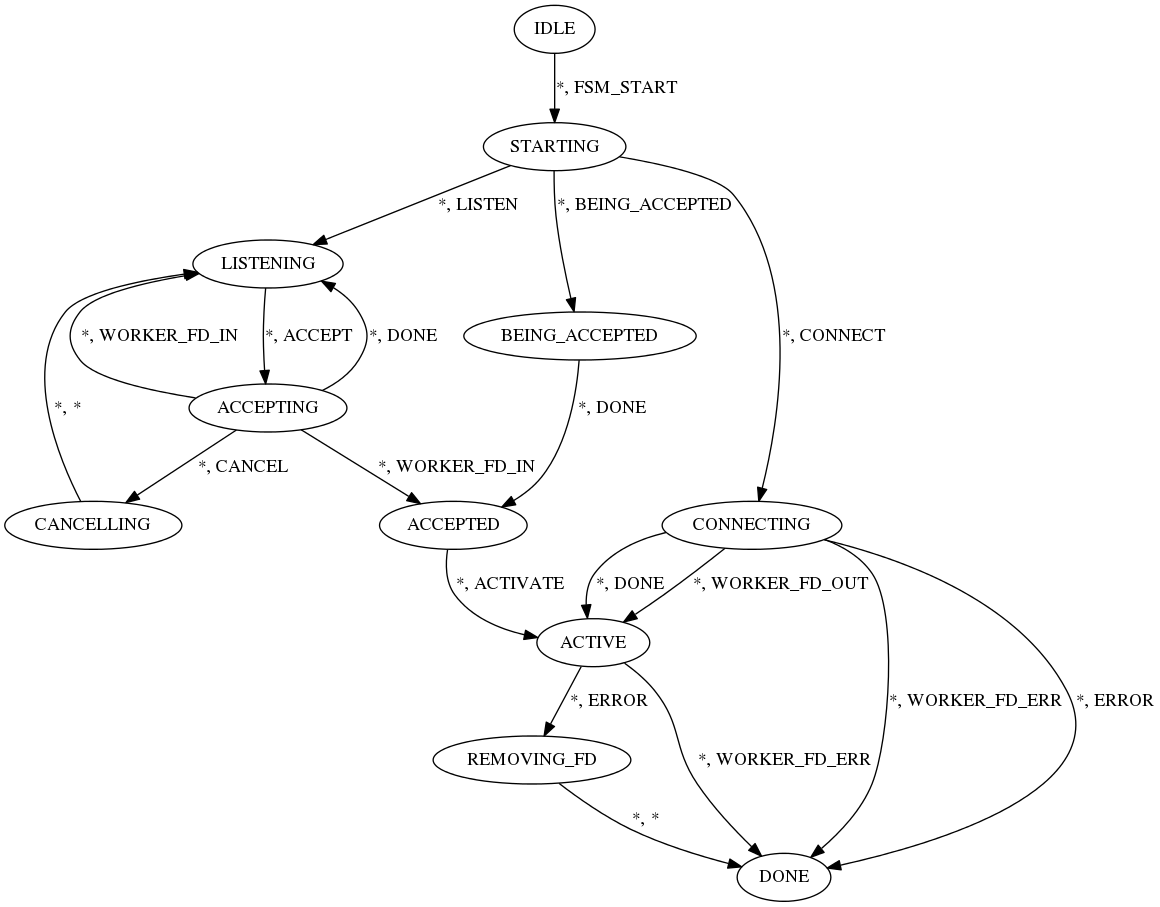 IDLE
*, FSM_START
STARTING
*, LISTEN
*, BEING_ACCEPTED
LISTENING
*, WORKER_FD_IN
*, ACCEPT
*, DONE
BEING_ACCEPTED
*, CONNECT
*, *
ACCEPTING
*, DONE
*, CANCEL
*, WORKER_FD_IN
CANCELLING
ACCEPTED
CONNECTING
*, ACTIVATE
*, DONE
*, WORKER_FD_OUT
ACTIVE
*, ERROR
*, WORKER_FD_ERR
*, ERROR
REMOVING_FD
*, WORKER_FD_ERR
*, *
DONE